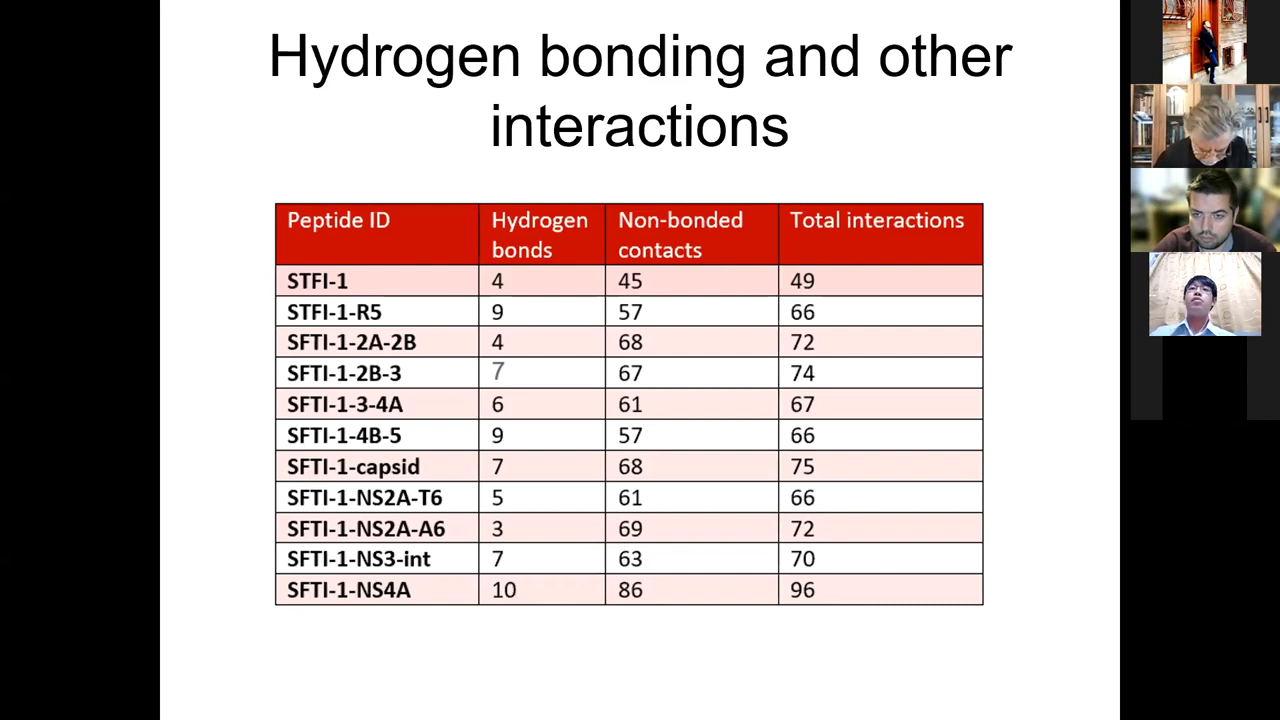 Hydrogen bonding and other
interactions
Peptide ID Hydrogen bonds Non-bonded contacts Total interactions
STFI-1 4 45 49
STFI-1-R5 9 57 66
SFTI-1-2A-2B 4 68 72
SFTI-1-2B-3 7 67 74
SFTI-1-3-4A 6 61 67
SFTI-1-4B-5 9 57 66
SFTI-1-capsid 7 68 75
SFTI-1-NS2A-T6 5 61 66
SFTI-1-NS2A-A6 3 69 72
SFTI-1-NS3-int 7 63 70
SFTI-1-NS4A 10 86 96